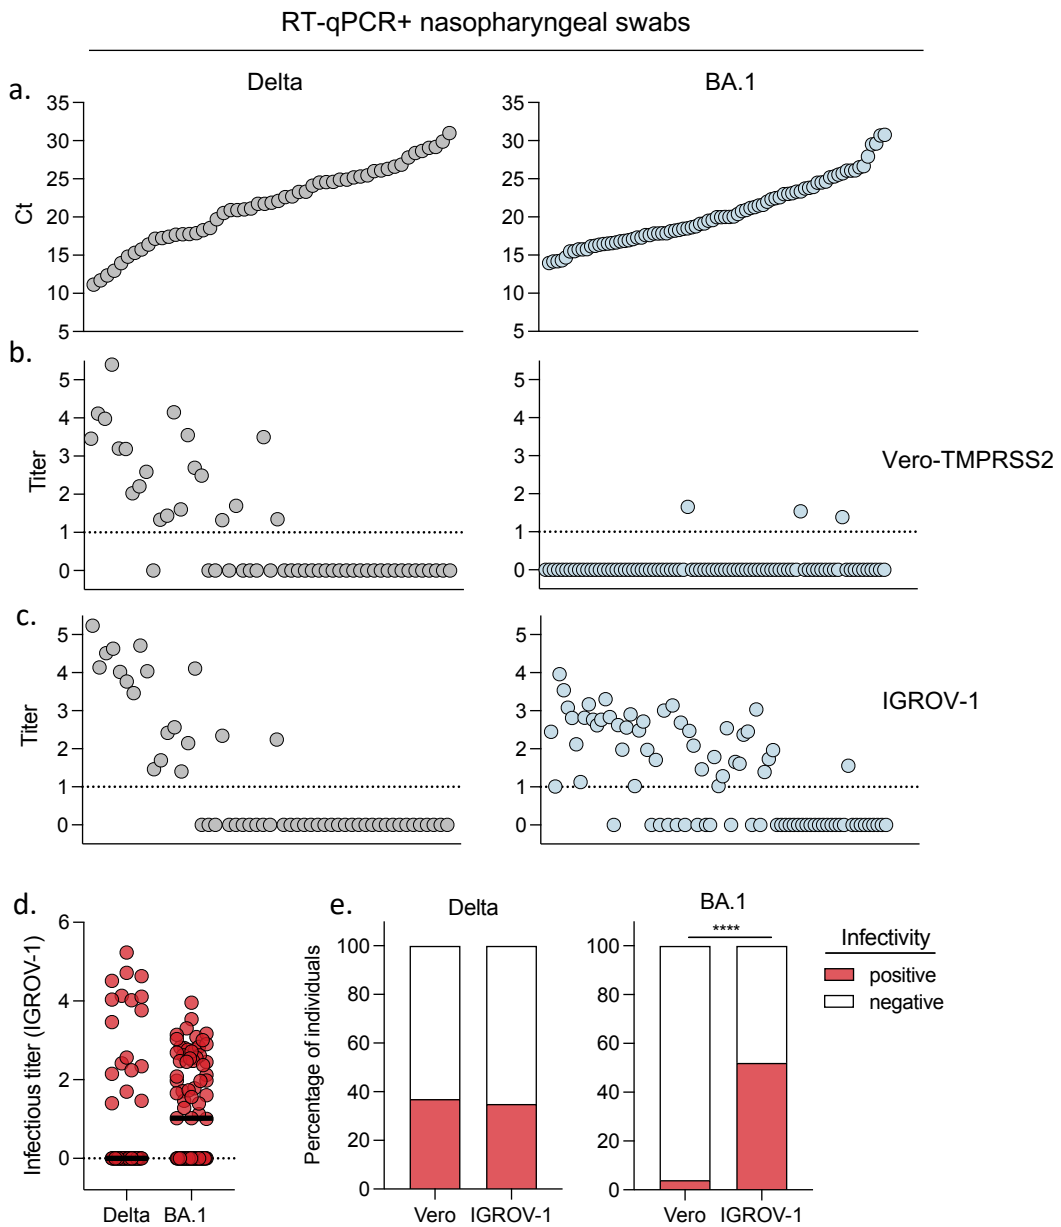 RT-qPCR+ nasopharyngeal swabs
Delta
BA.1
a.
Ct
35
30
25
20
15
10
5
35
30
25
20
15
10
5
b.
Titer
5
4
3
2
1
0
5
4
3
2
1
0
Vero-TMPRSS2
c.
Titer
5
4
3
2
1
0
5
4
3
2
1
0
IGROV-1
d.
Infectious titer (IGROV-1)
6
4
2
0
Delta BA.1
e.
Delta
BA.1
Percentage of individuals
100
80
60
40
20
0
Vero IGROV-1
****
100
80
60
40
20
0
Vero IGROV-1
Infectivity
positive
negative